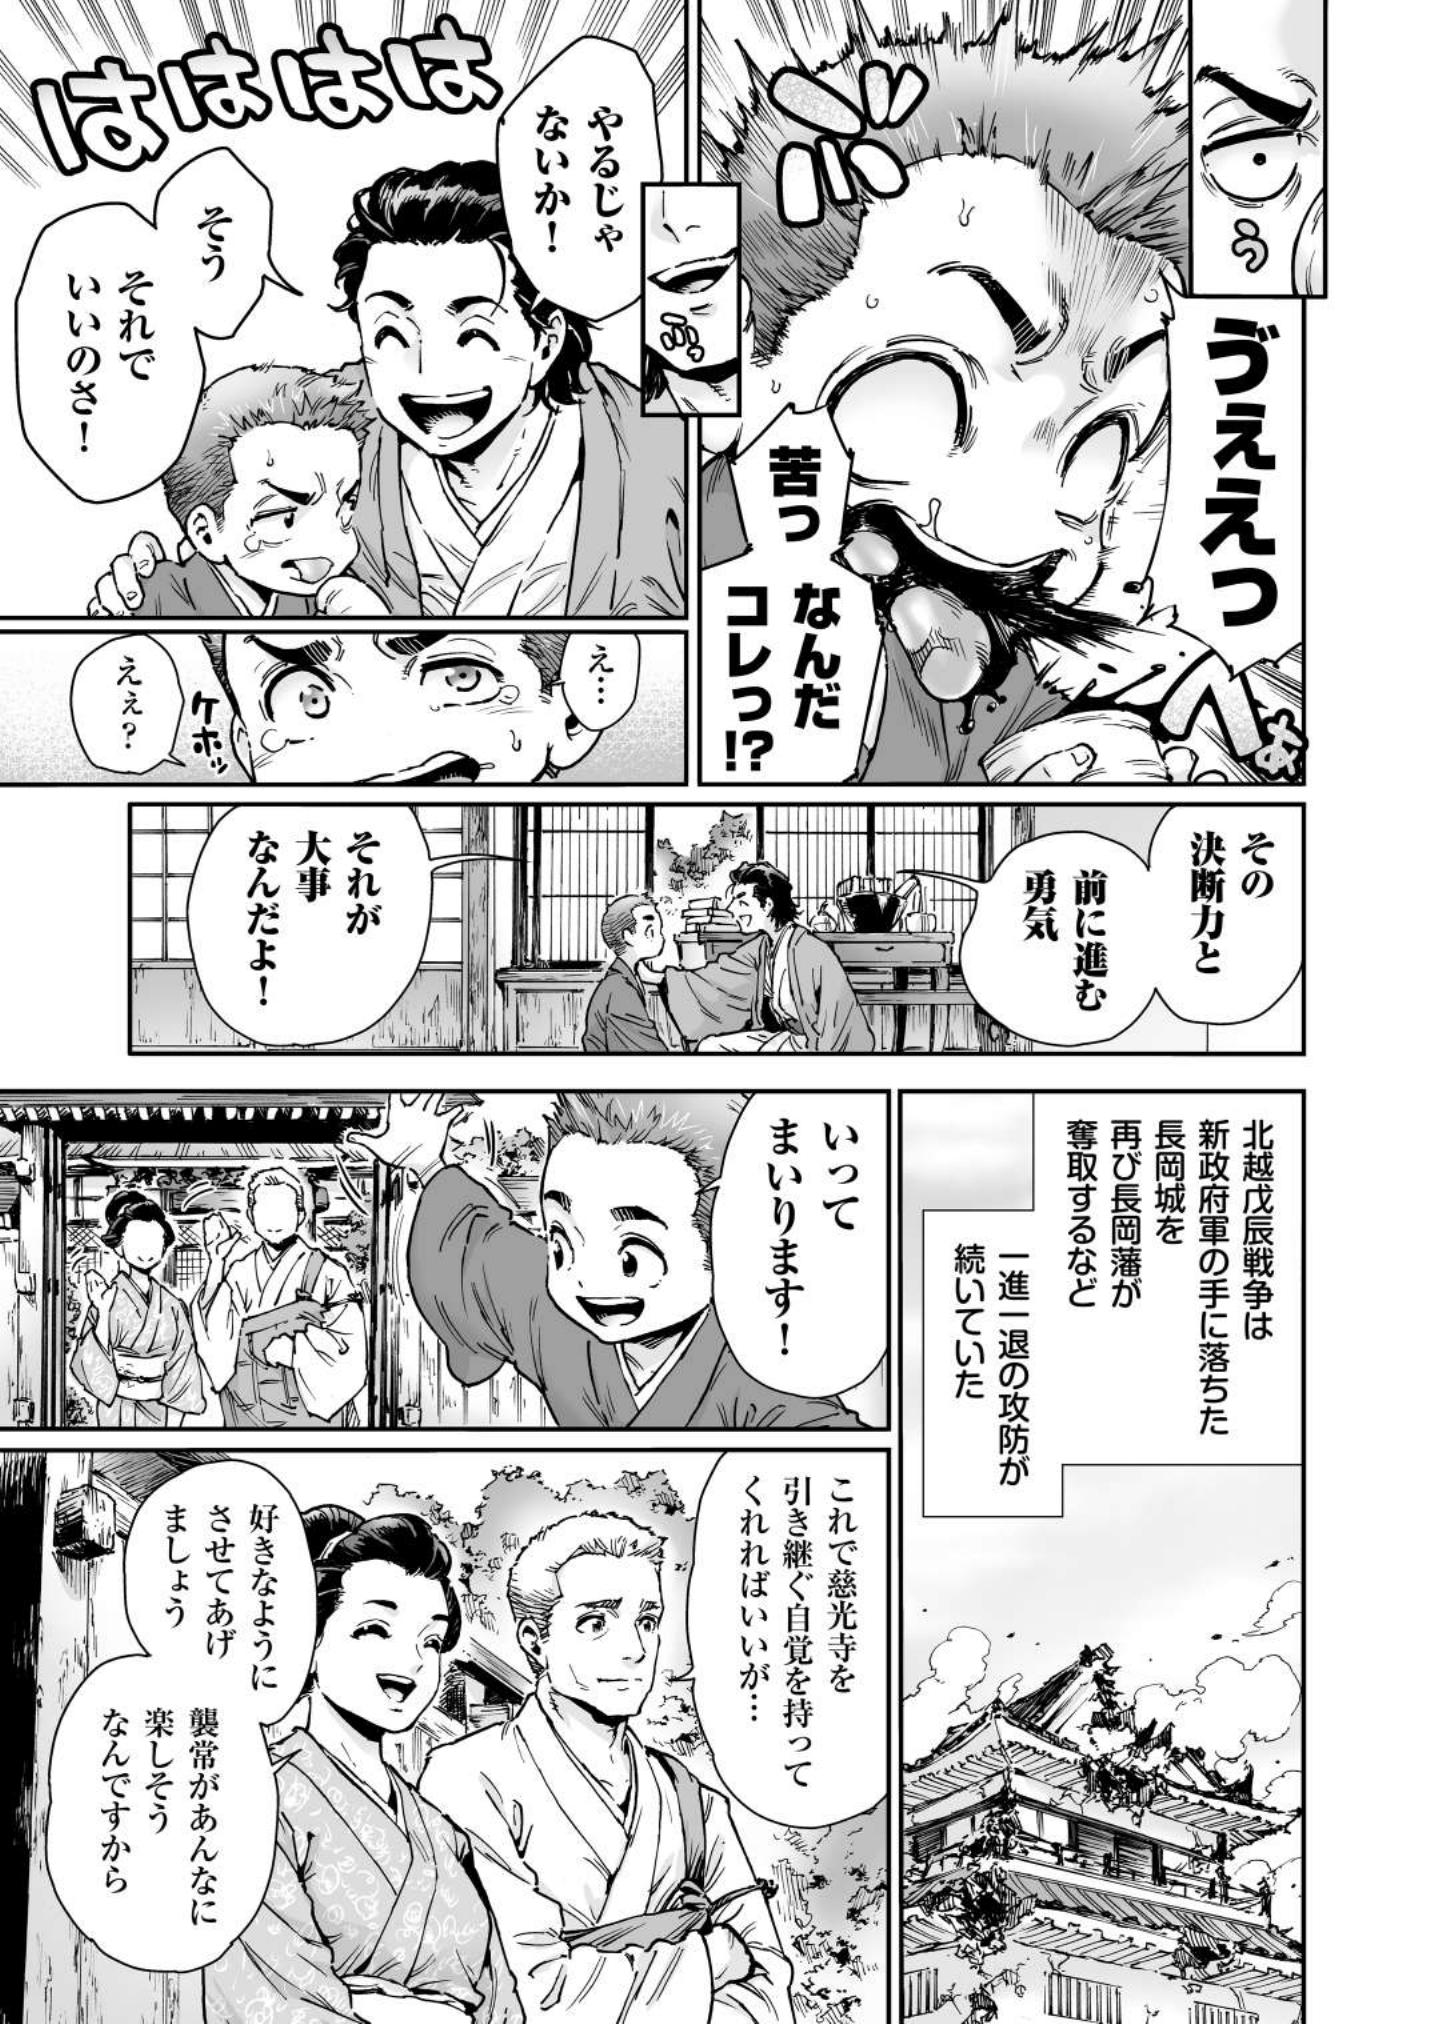 う
ブ
ゔええっ
べぁ
苦っ
なんだ
コレっ!?
ふっ
やるじゃ
ないか！
はははは
そう
それで
いいのさ！
え…
ケホッ
ええ？
その
決断力と
前に進む
勇気
それが
大事
なんだよ！
北越戊辰戦争は
新政府軍の手に落ちた
長岡城を
再び長岡藩が
奪取するなど
一進一退の攻防が
続いていた
いって
まいります！
これで慈光寺を
引き継ぐ自覚を持って
くれればいいが…
好きなように
させてあげ
ましょう
襲常があんなに
楽しそう
なんですから